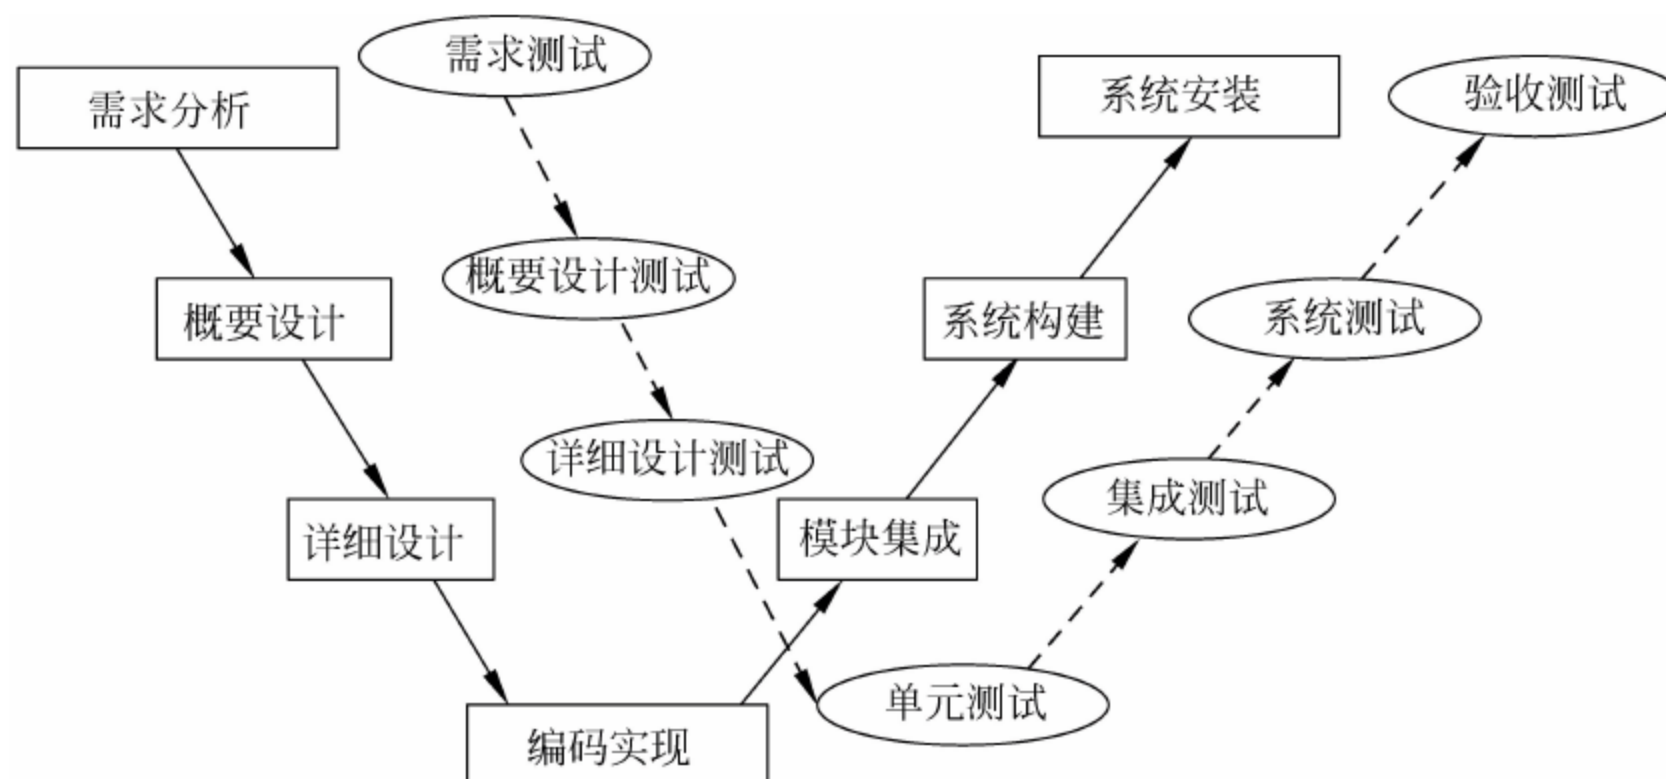 需求测试
需求分析
系统安装
验收测试
概要设计测试
概要设计
系统构建
系统测试
详细设计测试
详细设计
模块集成
集成测试
单元测试
编码实现